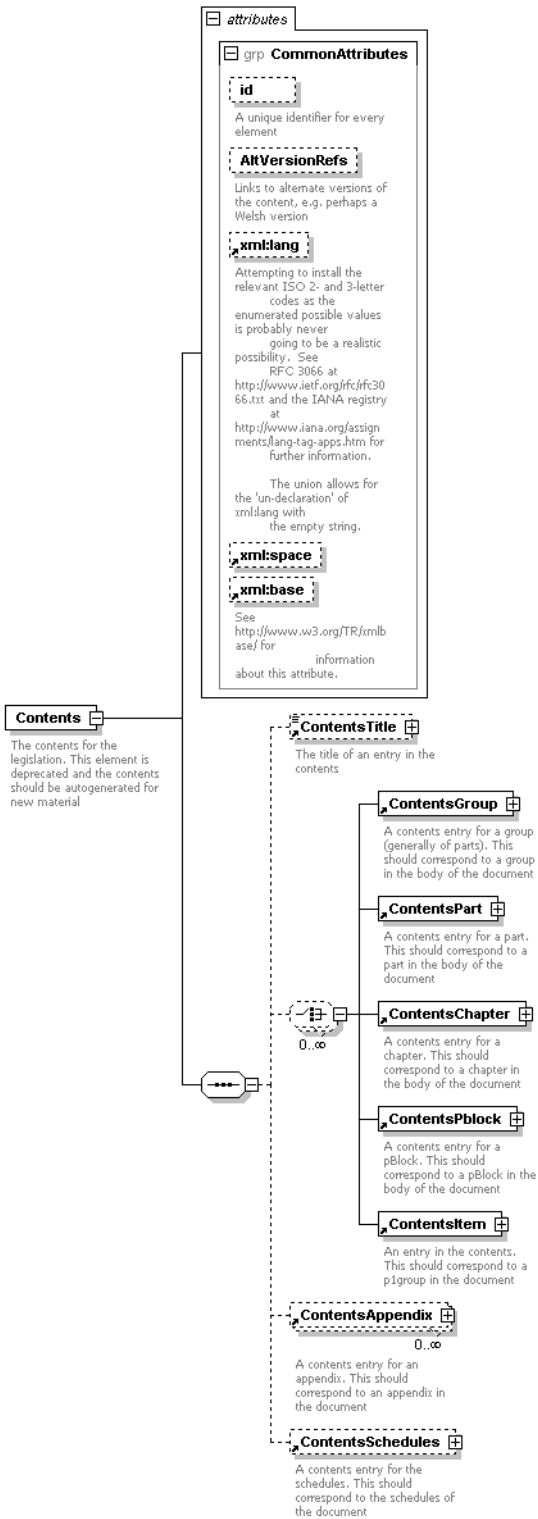 attributes
grp CommonAttributes
id
A unique identifier for every
element
AltVersionRefs
Links to alternate versions of
the content, e.g. perhaps a
Welsh version
xml:lang
Attempting to install the
relevant ISO 2- and 3-letter
codes as the
enumerated possible values
is probably never
going to be a realistic
possibility. See
RFC 3066 at
http://www.ietf.org/rfc/rfc30
66.txt and the IANA registry
at
http://www.iana.org/assign
ments/lang-tag-apps.htm for
further information.
The union allows for
the 'un-declaration' of
xml:lang with
the empty string.
xml:space
xml:base
See
http://www.w3.org/TR/xmlb
ase/ for
information
about this attribute.
Contents
The contents for the
legislation. This element is
deprecated and the contents
should be autogenerated for
new material
ContentsTitle
The title of an entry in the
contents
ContentsGroup
A contents entry for a group
(generally of parts). This
should correspond to a group
in the body of the document
ContentsPart
A contents entry for a part.
This should correspond to a
part in the body of the
document
ContentsChapter
A contents entry for a
chapter. This should
correspond to a chapter in
the body of the document
0..∞
ContentsPblock
A contents entry for a
pBlock. This should
correspond to a pBlock in the
body of the document
ContentsItem
An entry in the contents.
This should correspond to a
p1group in the document
ContentsAppendix
0..∞
A contents entry for an
appendix. This should
correspond to an appendix in
the document
ContentsSchedules
A contents entry for the
schedules. This should
correspond to the schedules of
the document